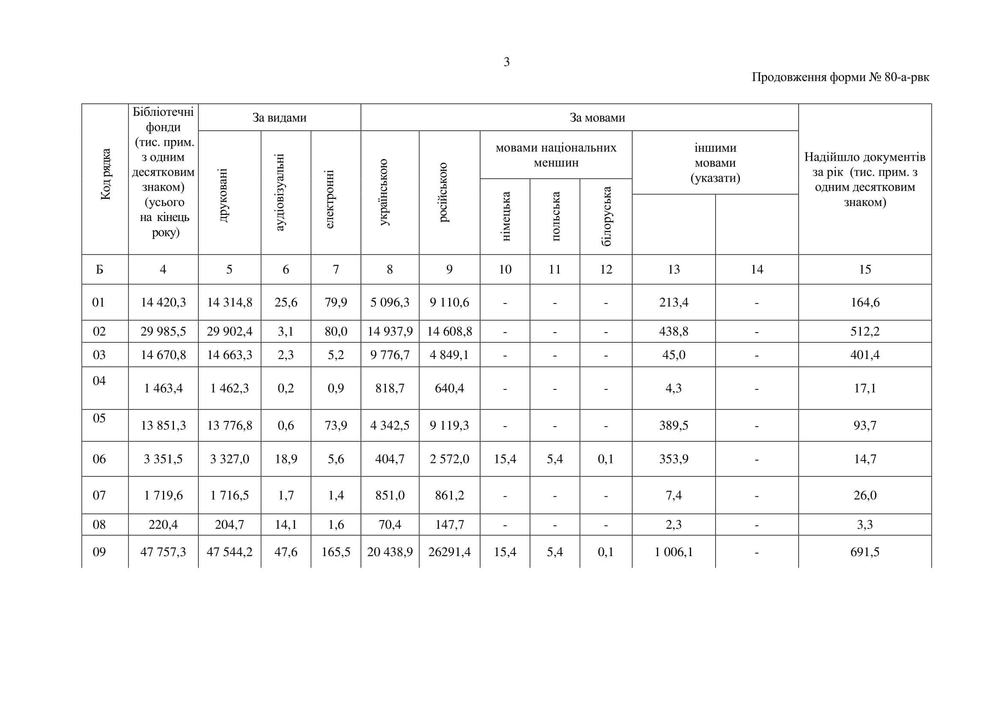 3
Продовження форми № 80-а-рвк
Код рядка
Бібліотечні
фонди
(тис. прим.
з одним
десятковим
знаком)
(усього
на кінець
року)
За видами
За мовами
Надійшло документів
за рік (тис. прим. з
одним десятковим
знаком)
друковані
аудіовізуальні
електронні
українською
російською
мовами національних
меншин
іншими
мовами
(указати)
німецька
польська
білоруська
Б 4 5 6 7 8 9 10 11 12 13 14 15
01 14 420,3 14 314,8 25,6 79,9 5 096,3 9 110,6 - - - 213,4 - 164,6
02 29 985,5 29 902,4 3,1 80,0 14 937,9 14 608,8 - - - 438,8 - 512,2
03 14 670,8 14 663,3 2,3 5,2 9 776,7 4 849,1 - - - 45,0 - 401,4
04 1 463,4 1 462,3 0,2 0,9 818,7 640,4 - - - 4,3 - 17,1
05 13 851,3 13 776,8 0,6 73,9 4 342,5 9 119,3 - - - 389,5 - 93,7
06 3 351,5 3 327,0 18,9 5,6 404,7 2 572,0 15,4 5,4 0,1 353,9 - 14,7
07 1 719,6 1 716,5 1,7 1,4 851,0 861,2 - - - 7,4 - 26,0
08 220,4 204,7 14,1 1,6 70,4 147,7 - - - 2,3 - 3,3
09 47 757,3 47 544,2 47,6 165,5 20 438,9 26291,4 15,4 5,4 0,1 1 006,1 - 691,5